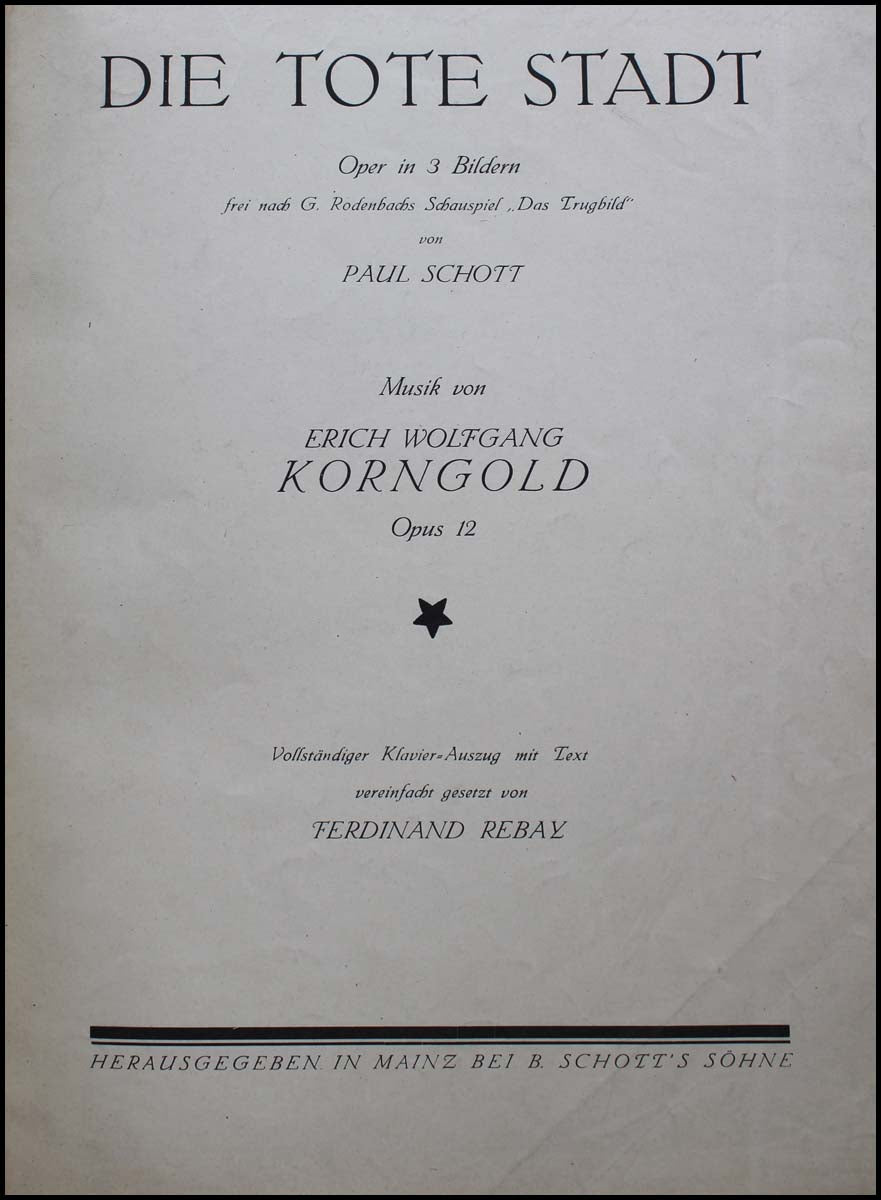 DIE TOTE STADT
Oper in 3 Bildern
frei nach G. Rodenbachs Schauspiel „Das Trugbild“
von
PAUL SCHOTT
Musik von
ERICH WOLFGANG
KORNGOLD
Opus 12
Vollständiger Klavier=Auszug mit Text
vereinfacht gesetzt von
FERDINAND REBAY
HERAUSGEGEBEN IN MAINZ BEI B. SCHOTT'S SÖHNE